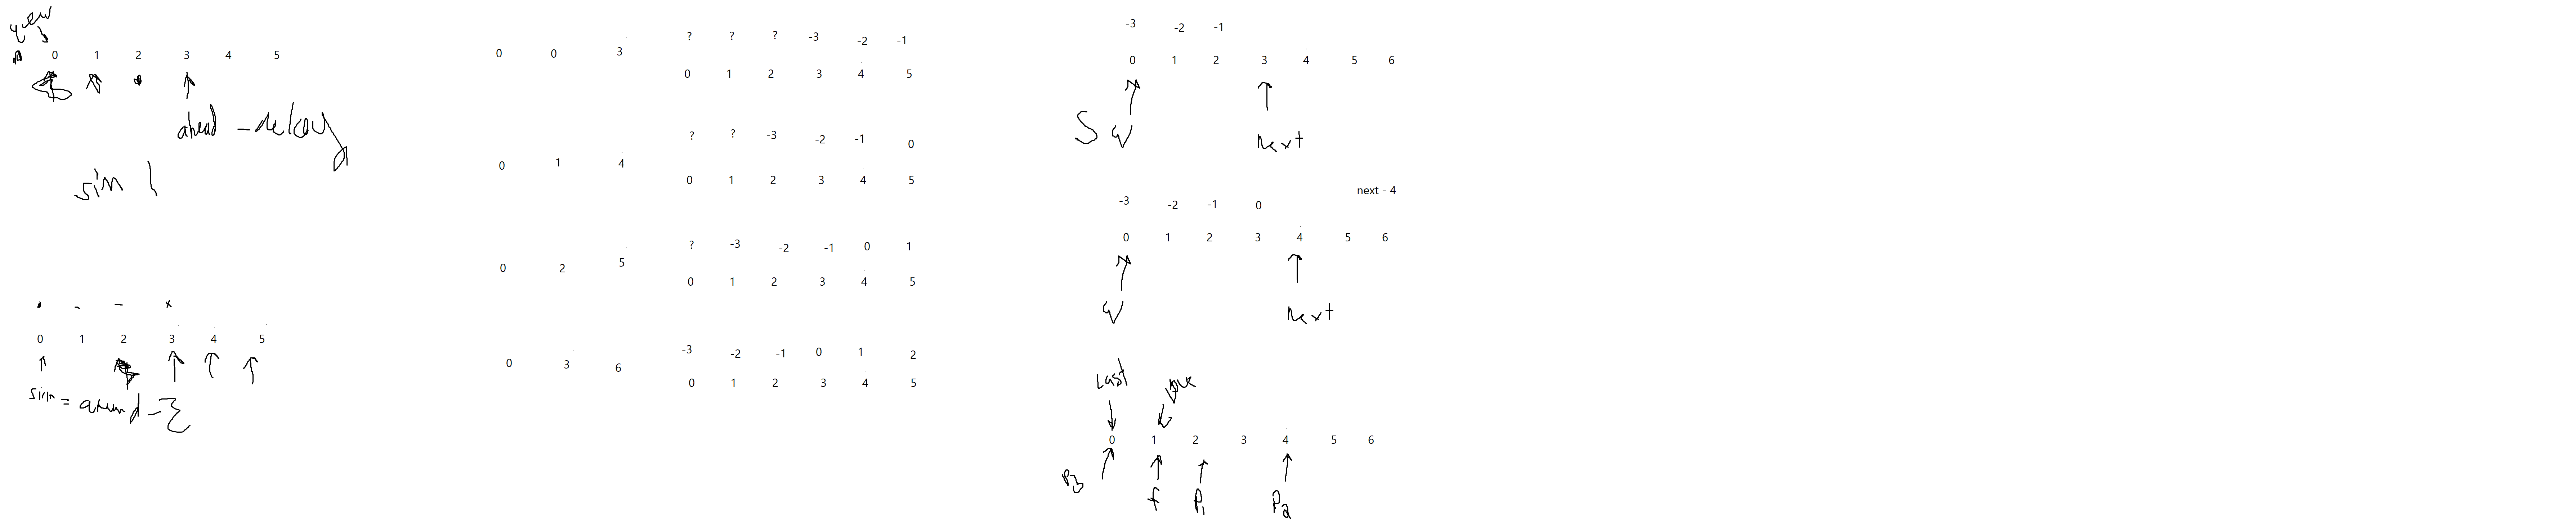 0 1 2 3 4 5
ahead - delay
sim 1
0 1 2 3 4 5
sim = - 3
0 0 3
? ? ? -3 -2 -1
0 1 2 3 4 5
0 1 4
? ? -3 -2 -1 0
0 1 2 3 4 5
0 2 5
? -3 -2 -1 0 1
0 1 2 3 4 5
0 3 6
-3 -2 -1 0 1 2
0 1 2 3 4 5
-3 -2 -1
0 1 2 3 4 5 6
next
next - 4
-3 -2 -1 0
0 1 2 3 4 5 6
next
Last
0 1 2 3 4 5 6
P3 f P1 P2